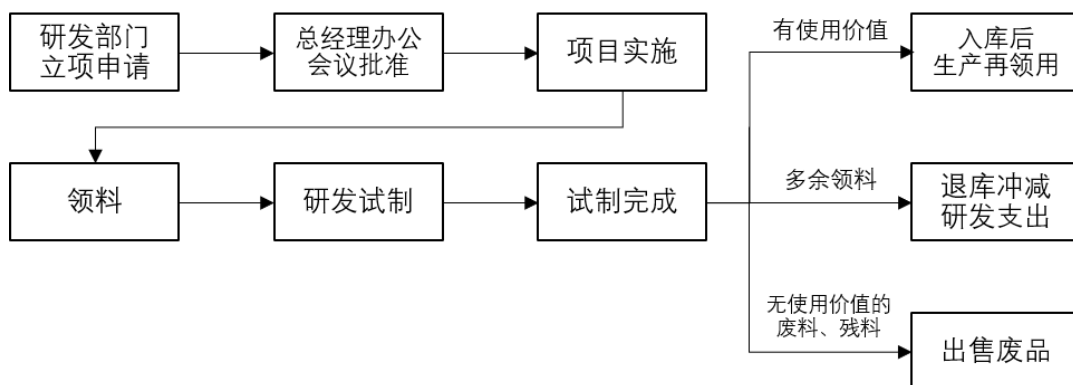 研发部门
立项申请
总经理办公
会议批准
项目实施
有使用价值
入库后
生产再领用
领料
研发试制
试制完成
多余领料
退库冲减
研发支出
无使用价值的
废料、残料
出售废品